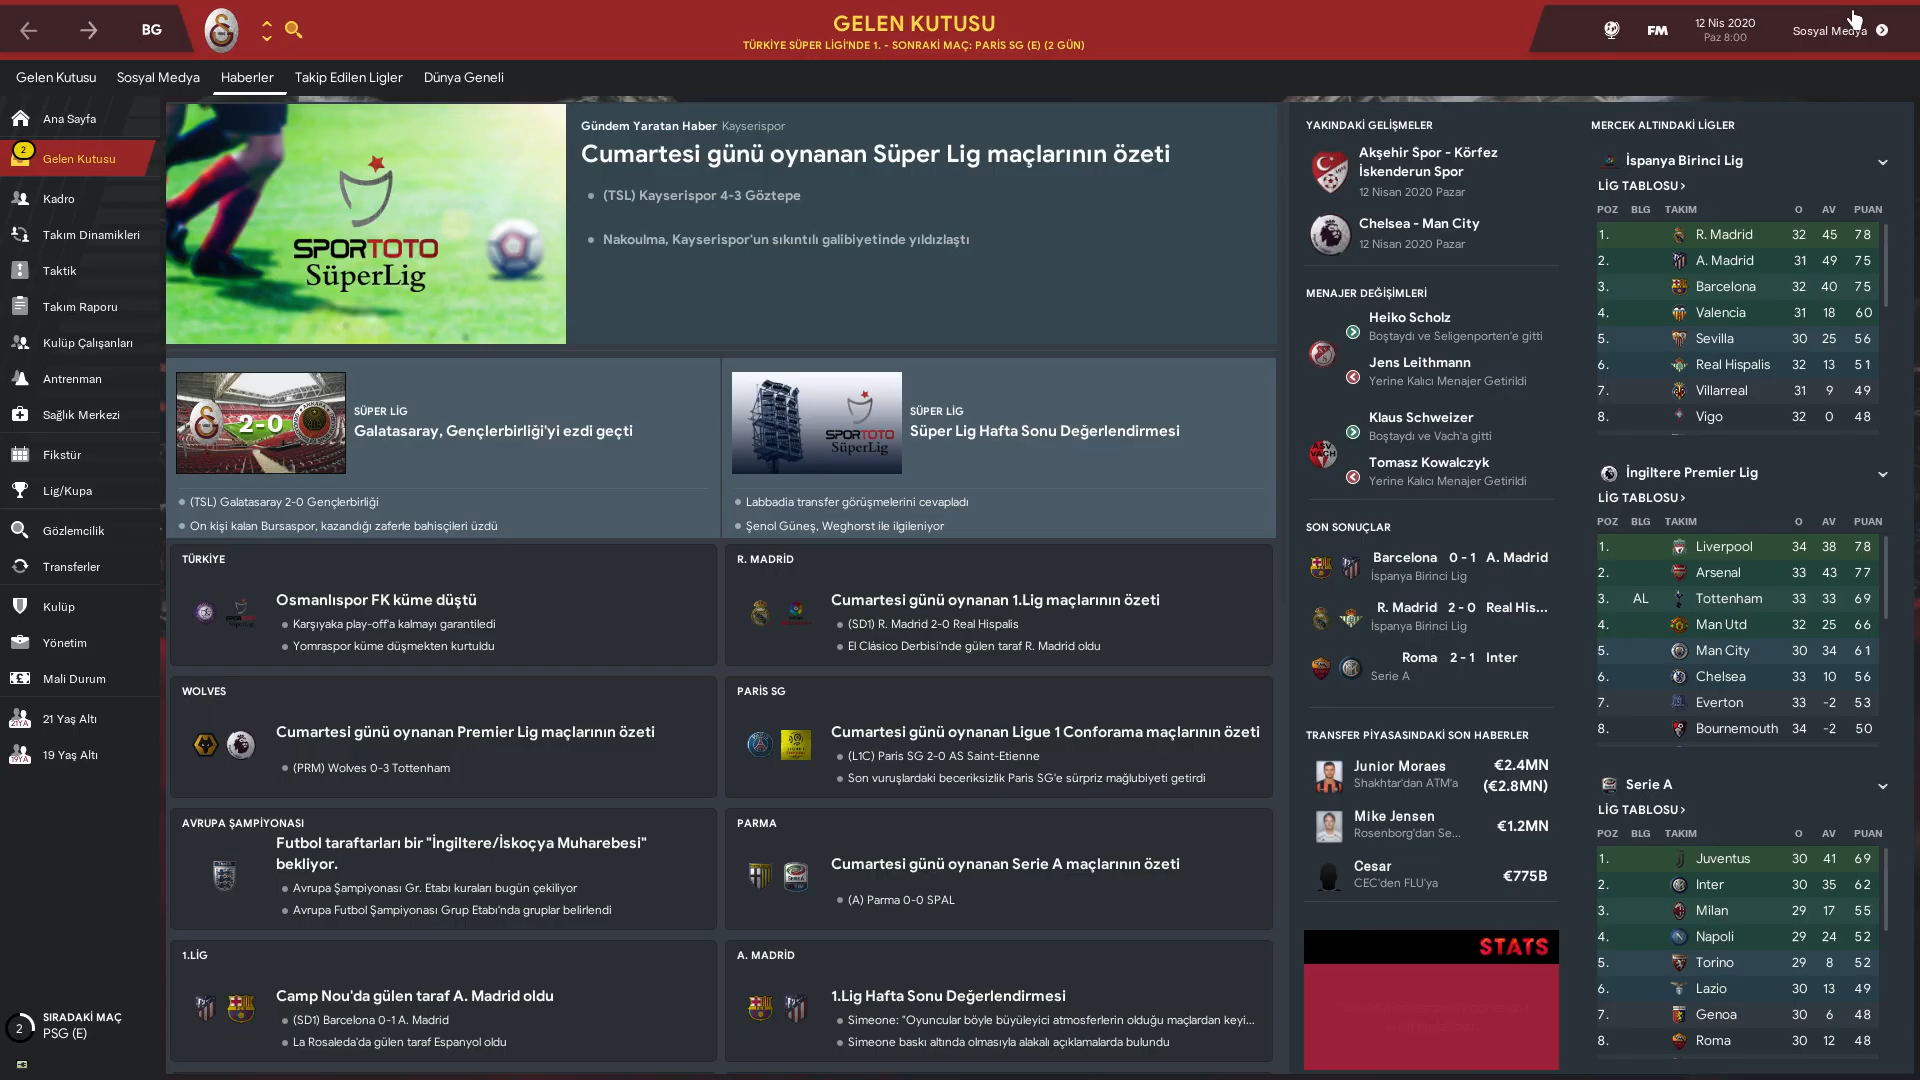 BG
GELEN KUTUSU
TÜRKİYE SÜPER LİGİ'NDE 1. - SONRAKİ MAÇ: PARİS SG (E) (2 GÜN)
FM
12 Nis 2020
Paz 8:00
Sosyal Medya
Gelen Kutusu
Sosyal Medya
Haberler
Takip Edilen Ligler
Dünya Geneli
Ana Sayfa
2
Gelen Kutusu
Kadro
Takım Dinamikleri
Taktik
Takım Raporu
Kulüp Çalışanları
Antrenman
Sağlık Merkezi
Fikstür
Lig/Kupa
Gözlemcilik
Transferler
Kulüp
Yönetim
Mali Durum
21YA
21 Yaş Altı
19YA
19 Yaş Altı
2
SIRADAKİ MAÇ
PSG (E)
SPORTOTO
SüperLig
Gündem Yaratan Haber Kayserispor
Cumartesi günü oynanan Süper Lig maçlarının özeti
(TSL) Kayserispor 4-3 Göztepe
Nakoulma, Kayserispor'un sıkıntılı galibiyetinde yıldızlaştı
2-0
SÜPER LİG
Galatasaray, Gençlerbirliği'yi ezdi geçti
(TSL) Galatasaray 2-0 Gençlerbirliği
On kişi kalan Bursaspor, kazandığı zaferle bahisçileri üzdü
SPORTOTO
SüperLig
SÜPER LİG
Süper Lig Hafta Sonu Değerlendirmesi
Labbadia transfer görüşmelerini cevapladı
Şenol Güneş, Weghorst ile ilgileniyor
TÜRKİYE
Osmanlıspor FK küme düştü
Karşıyaka play-off'a kalmayı garantiledi
Yomraspor küme düşmekten kurtuldu
R. MADRİD
Cumartesi günü oynanan 1.Lig maçlarının özeti
(SD1) R. Madrid 2-0 Real Hispalis
El Clásico Derbisi'nde gülen taraf R. Madrid oldu
WOLVES
Cumartesi günü oynanan Premier Lig maçlarının özeti
(PRM) Wolves 0-3 Tottenham
PARİS SG
Cumartesi günü oynanan Ligue 1 Conforama maçlarının özeti
(L1C) Paris SG 2-0 AS Saint-Etienne
Son vuruşlardaki beceriksizlik Paris SG'e sürpriz mağlubiyeti getirdi
AVRUPA ŞAMPİYONASI
Futbol taraftarları bir "İngiltere/İskoçya Muharebesi"
bekliyor.
Avrupa Şampiyonası Gr. Etabı kuraları bugün çekiliyor
Avrupa Futbol Şampiyonası Grup Etabı'nda gruplar belirlendi
PARMA
Cumartesi günü oynanan Serie A maçlarının özeti
(A) Parma 0-0 SPAL
1.LİG
Camp Nou'da gülen taraf A. Madrid oldu
(SD1) Barcelona 0-1 A. Madrid
La Rosaleda'da gülen taraf Espanyol oldu
A. MADRİD
1.Lig Hafta Sonu Değerlendirmesi
Simeone: "Oyuncular böyle büyüleyici atmosferlerin olduğu maçlardan keyi...
Simeone baskı altında olmasıyla alakalı açıklamalarda bulundu
YAKINDAKİ GELİŞMELER
Akşehir Spor - Körfez
İskenderun Spor
12 Nisan 2020 Pazar
Chelsea - Man City
12 Nisan 2020 Pazar
MENAJER DEĞİŞİMLERİ
Heiko Scholz
Boştaydı ve Seligenporten'e gitti
Jens Leithmann
Yerine Kalıcı Menajer Getirildi
Klaus Schweizer
Boştaydı ve Vach'a gitti
Tomasz Kowalczyk
Yerine Kalıcı Menajer Getirildi
SON SONUÇLAR
Barcelona 0 - 1 A. Madrid
İspanya Birinci Lig
R. Madrid 2 - 0 Real His...
İspanya Birinci Lig
Roma 2 - 1 Inter
Serie A
TRANSFER PİYASASINDAKİ SON HABERLER
Junior Moraes €2.4MN
Shakhtar'dan ATM'a (€2.8MN)
Mike Jensen
Rosenborg'dan Se... €1.2MN
Cesar
CEC'den FLU'ya €775B
STATS
MERCEK ALTINDAKİ LİGLER
İspanya Birinci Lig
LİG TABLOSU>
POZ BLG TAKIM O AV PUAN
1. R. Madrid 32 45 78
2. A. Madrid 31 49 75
3. Barcelona 32 40 75
4. Valencia 31 18 60
5. Sevilla 30 25 56
6. Real Hispalis 32 13 51
7. Villarreal 31 9 49
8. Vigo 32 0 48
İngiltere Premier Lig
LİG TABLOSU>
POZ BLG TAKIM O AV PUAN
1. Liverpool 34 38 78
2. Arsenal 33 43 77
3. AL Tottenham 33 33 69
4. Man Utd 32 25 66
5. Man City 30 34 61
6. Chelsea 33 10 56
7. Everton 33 -2 53
8. Bournemouth 34 -2 50
Serie A
LİG TABLOSU>
POZ BLG TAKIM O AV PUAN
1. Juventus 30 41 69
2. Inter 30 35 62
3. Milan 29 17 55
4. Napoli 29 24 52
5. Torino 29 8 52
6. Lazio 30 13 49
7. Genoa 30 6 48
8. Roma 30 12 48